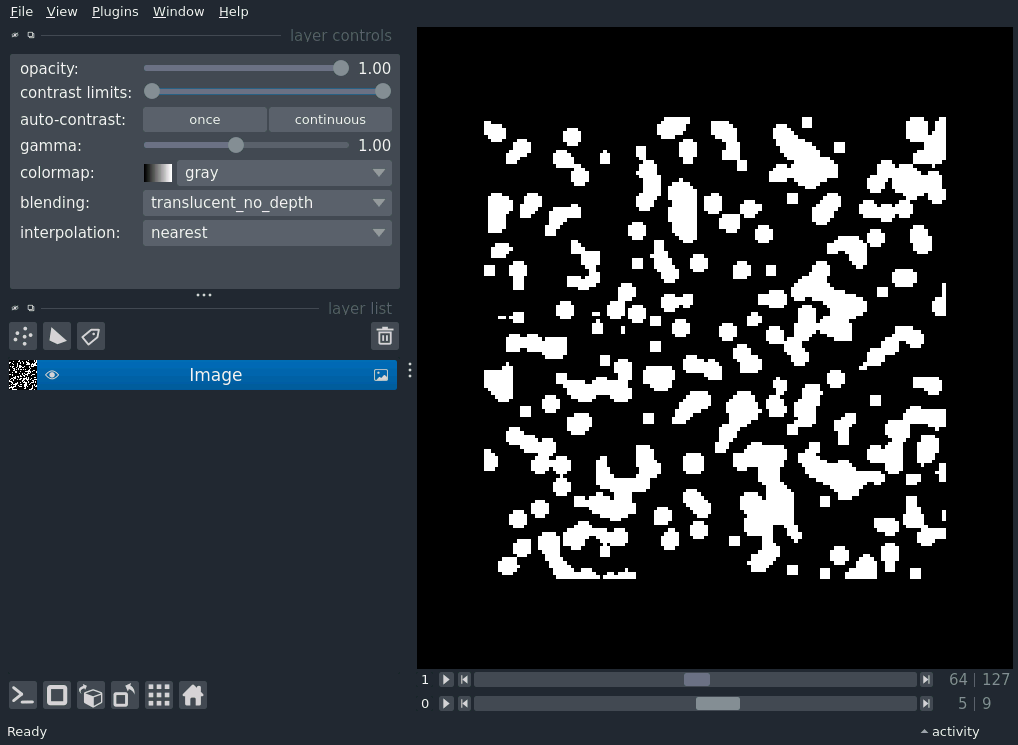 File View Plugins Window Help
layer controls
opacity: 1.00
contrast limits:
auto-contrast: once continuous
gamma: 1.00
colormap: gray
blending: translucent_no_depth
interpolation: nearest
layer list
Image
1 64 | 127
0 5 | 9
Ready activity